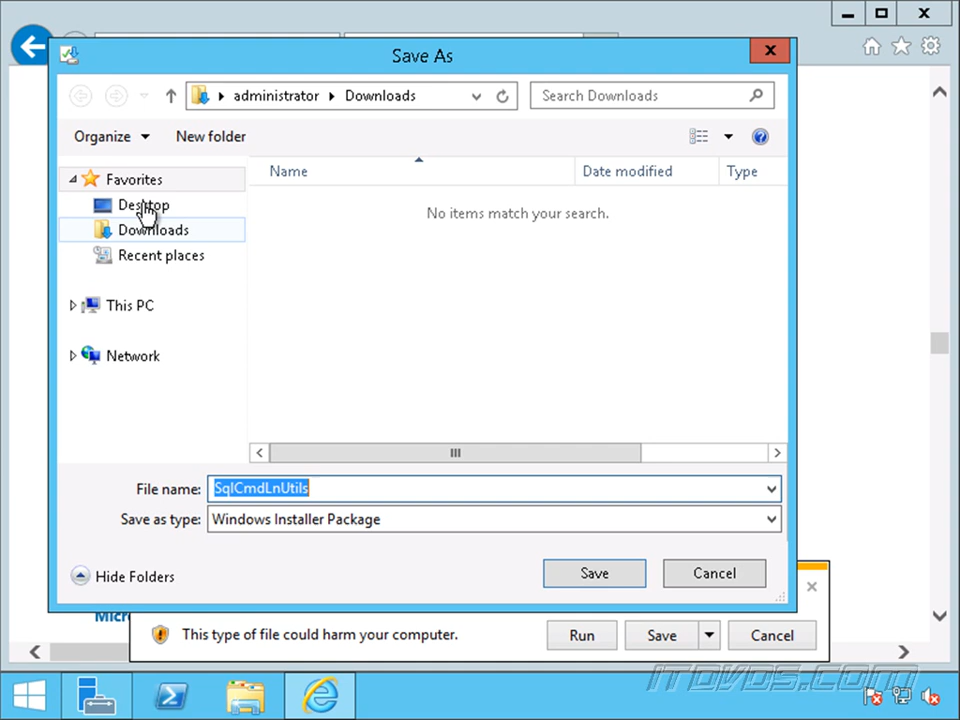 Save As
administrator Downloads
Search Downloads
Organize New folder
Name Date modified Type
Favorites
Desktop
Downloads
Recent places
This PC
Network
No items match your search.
File name: SqlCmdLnUtils
Save as type: Windows Installer Package
Hide Folders Save Cancel
This type of file could harm your computer. Run Save Cancel
ITDVDS.COM